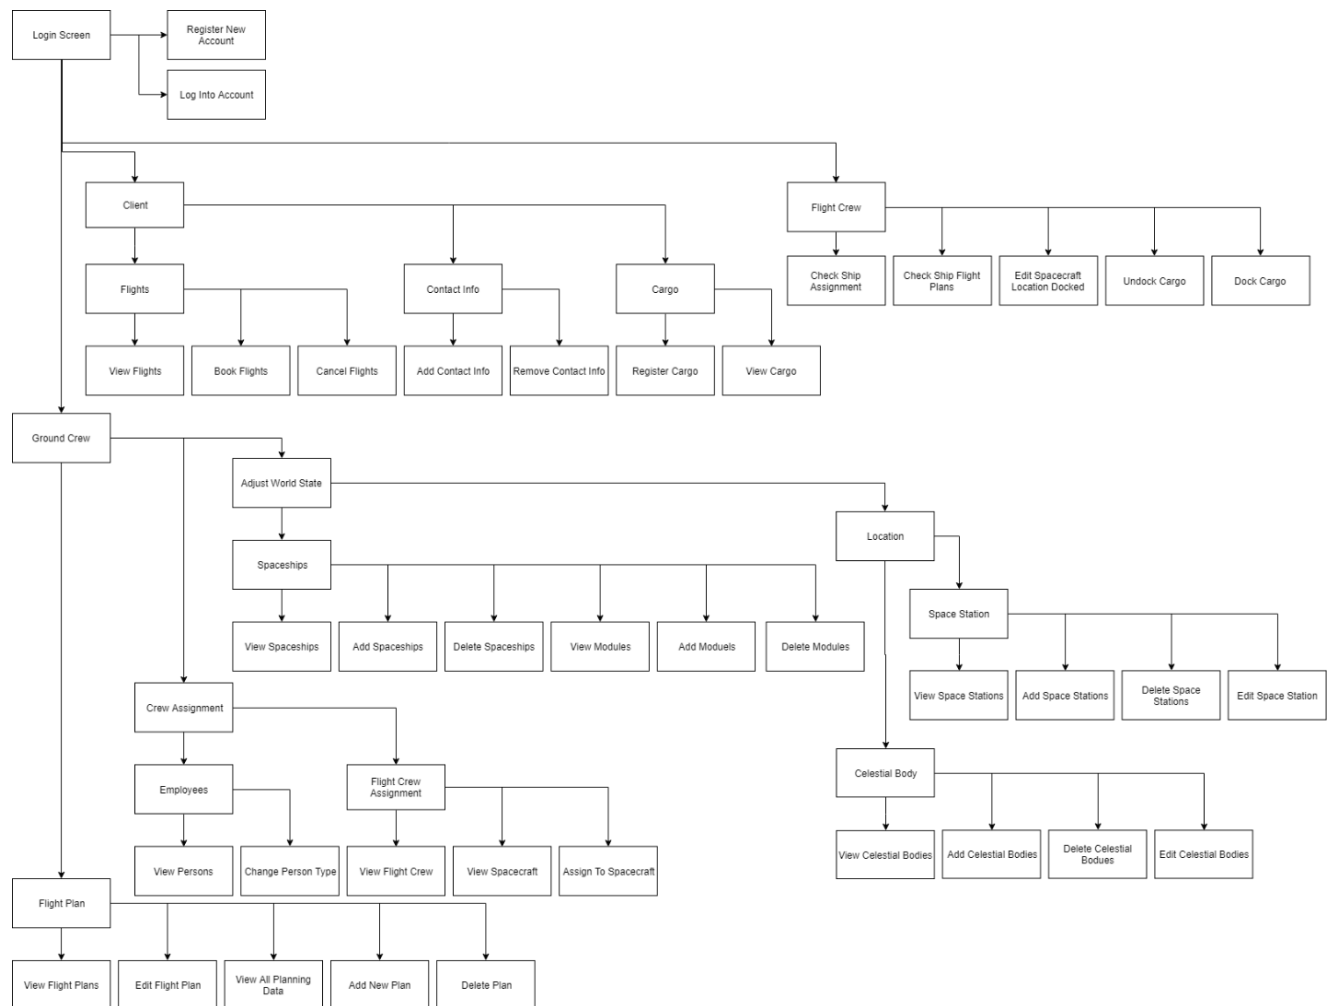 Login Screen
Register New
Account
Log Into Account
Client
Flight Crew
Flights
Contact Info
Cargo
Check Ship
Assignment
Check Ship Flight
Plans
Edit Spacecraft
Location Docked
Undock Cargo
Dock Cargo
View Flights
Book Flights
Cancel Flights
Add Contact Info
Remove Contact Info
Register Cargo
View Cargo
Ground Crew
Adjust World State
Location
Spaceships
Space Station
View Spaceships
Add Spaceships
Delete Spaceships
View Modules
Add Moduels
Delete Modules
View Space Stations
Add Space Stations
Delete Space
Stations
Edit Space Station
Crew Assignment
Celestial Body
Employees
Flight Crew
Assignment
View Persons
Change Person Type
View Flight Crew
View Spacecraft
Assign To Spacecraft
View Celestial Bodies
Add Celestial Bodies
Delete Celestial
Bodues
Edit Celestial Bodies
Flight Plan
View Flight Plans
Edit Flight Plan
View All Planning
Data
Add New Plan
Delete Plan